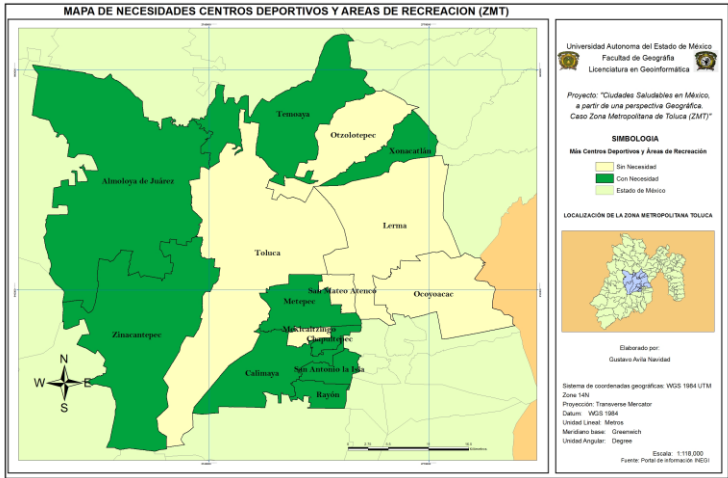 MAPA DE NECESIDADES CENTROS DEPORTIVOS Y AREAS DE RECREACION (ZMT)
Temoaya
Otzolotepec
Xonacatlán
Almoloya de Juárez
Lerma
Toluca
San Mateo Atenco
Ocoyoacac
Metepec
Zinacantepec
Chapultepec
Calimaya
San Antonio la Isla
Rayón
N
W
E
S
Universidad Autonoma del Estado de México
Facultad de Geográfia
Licenciatura en Geoinformática
Proyecto: "Ciudades Saludables en México,
a partir de una perspectiva Geográfica.
Caso Zona Metropolitana de Toluca (ZMT)"
SIMBOLOGIA
Más Centros Deportivos y Áreas de Recreación
Sin Necesidad
Con Necesidad
Estado de México
LOCALIZACIÓN DE LA ZONA METROPOLITANA TOLUCA
Elaborado por:
Gustavo Avila Navidad
Sistema de coordenadas geográficas: WGS 1984 UTM
Zone 14N
Proyección: Transverse Mercator
Datum: WGS 1984
Unidad Lineal: Metros
Meridiano base: Greenwich
Unidad Angular: Degree
Escala: 1:118,000
Fuente: Portal de información INEGI